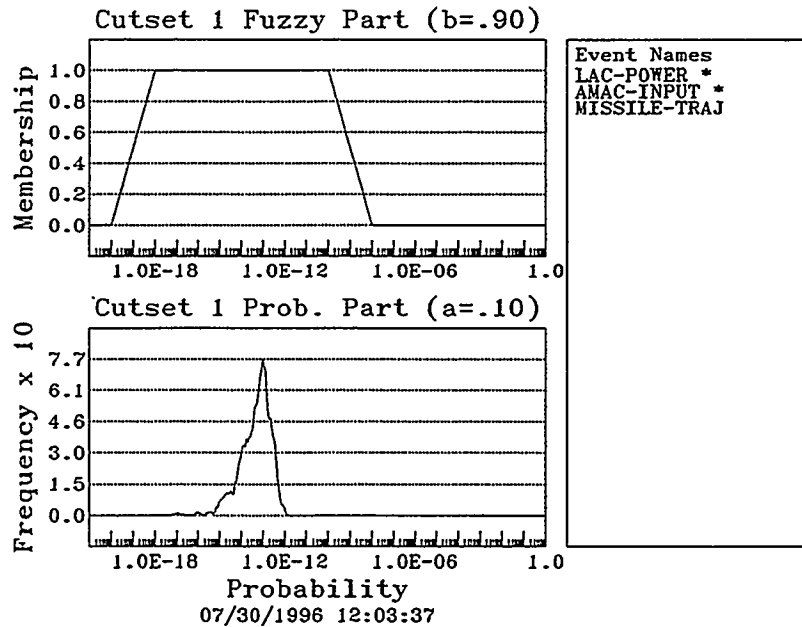 Cutset 1 Fuzzy Part (b=.90)
Membership
1.0
0.8
0.6
0.4
0.2
0.0
1.0E-18 1.0E-12 1.0E-06 1.0
Event Names
LAC-POWER *
AMAC-INPUT *
MISSILE-TRAJ
Cutset 1 Prob. Part (a=.10)
Frequency x 10
7.7
6.1
4.6
3.0
1.5
0.0
1.0E-18 1.0E-12 1.0E-06 1.0
Probability
07/30/1996 12:03:37